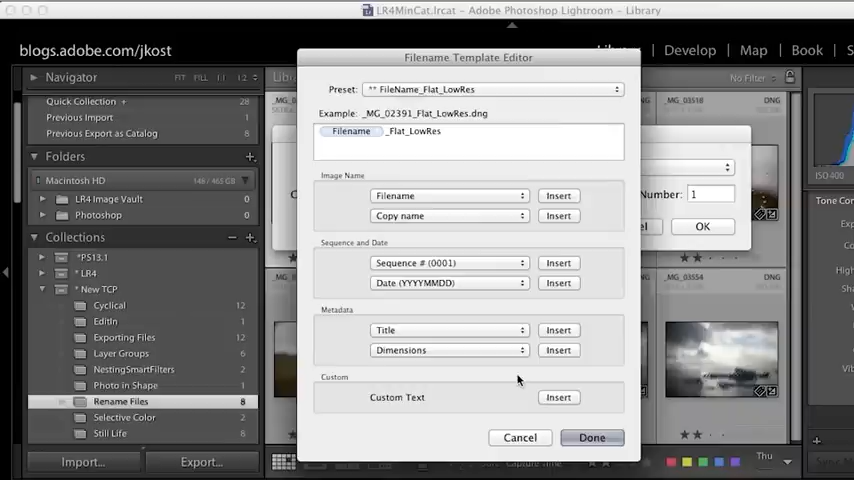 LR4MinCat.lrcat - Adobe Photoshop Lightroom - Library
blogs.adobe.com/jkost
Develop
Map
Book
Navigator
FIT FILL 1:1 1:2
Quick Collection +
28
Previous Import
1
Previous Export as Catalog
4
Folders
Macintosh HD
148 / 465 GB
LR4 Image Vault
0
Photoshop
0
Collections
*PS13.1
* LR4
* New TCP
Cyclical
12
EditIn
1
Exporting Files
12
Layer Groups
6
NestingSmartFilters
12
Photo in Shape
2
Rename Files
8
Selective Color
2
Still Life
8
Import...
Export...
Filename Template Editor
Preset:
** FileName_Flat_LowRes
Example: _MG_02391_Flat_LowRes.dng
Filename
_Flat_LowRes
Image Name
Filename
Insert
Copy name
Insert
Sequence and Date
Sequence # (0001)
Insert
Date (YYYYMMDD)
Insert
Metadata
Title
Insert
Dimensions
Insert
Custom
Custom Text
Insert
Cancel
Done
No Filter
_MG_03518
DNG
Number:
1
OK
_MG_03554
DNG
ISO 400
Tone
Thu